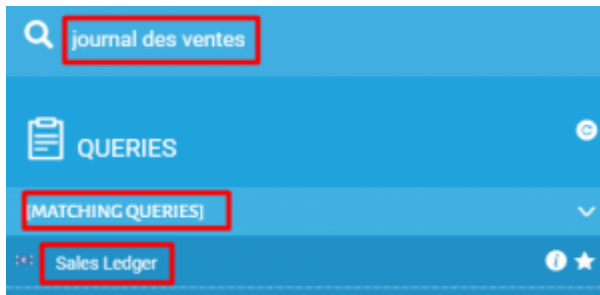 journal des ventes
QUERIES
[MATCHING QUERIES]
Sales Ledger